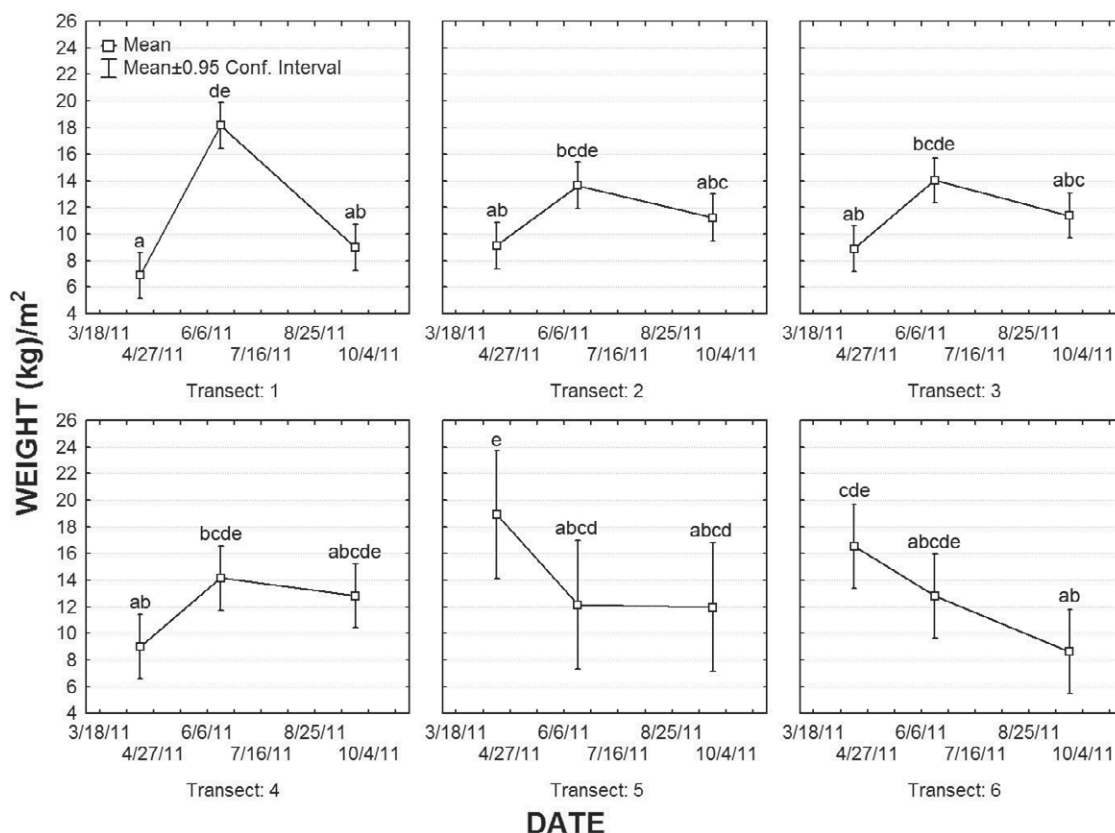 WEIGHT (kg)/m²
26
24
22
20
18
16
14
12
10
8
6
4
Mean
Mean±0.95 Conf. Interval
a
de
ab
3/18/11 6/6/11 8/25/11
4/27/11 7/16/11 10/4/11
Transect: 1
ab
bcde
abc
3/18/11 6/6/11 8/25/11
4/27/11 7/16/11 10/4/11
Transect: 2
ab
bcde
abc
3/18/11 6/6/11 8/25/11
4/27/11 7/16/11 10/4/11
Transect: 3
26
24
22
20
18
16
14
12
10
8
6
4
ab
bcde
abcde
3/18/11 6/6/11 8/25/11
4/27/11 7/16/11 10/4/11
Transect: 4
e
abcd
abcd
3/18/11 6/6/11 8/25/11
4/27/11 7/16/11 10/4/11
Transect: 5
cde
abcde
ab
3/18/11 6/6/11 8/25/11
4/27/11 7/16/11 10/4/11
Transect: 6
DATE